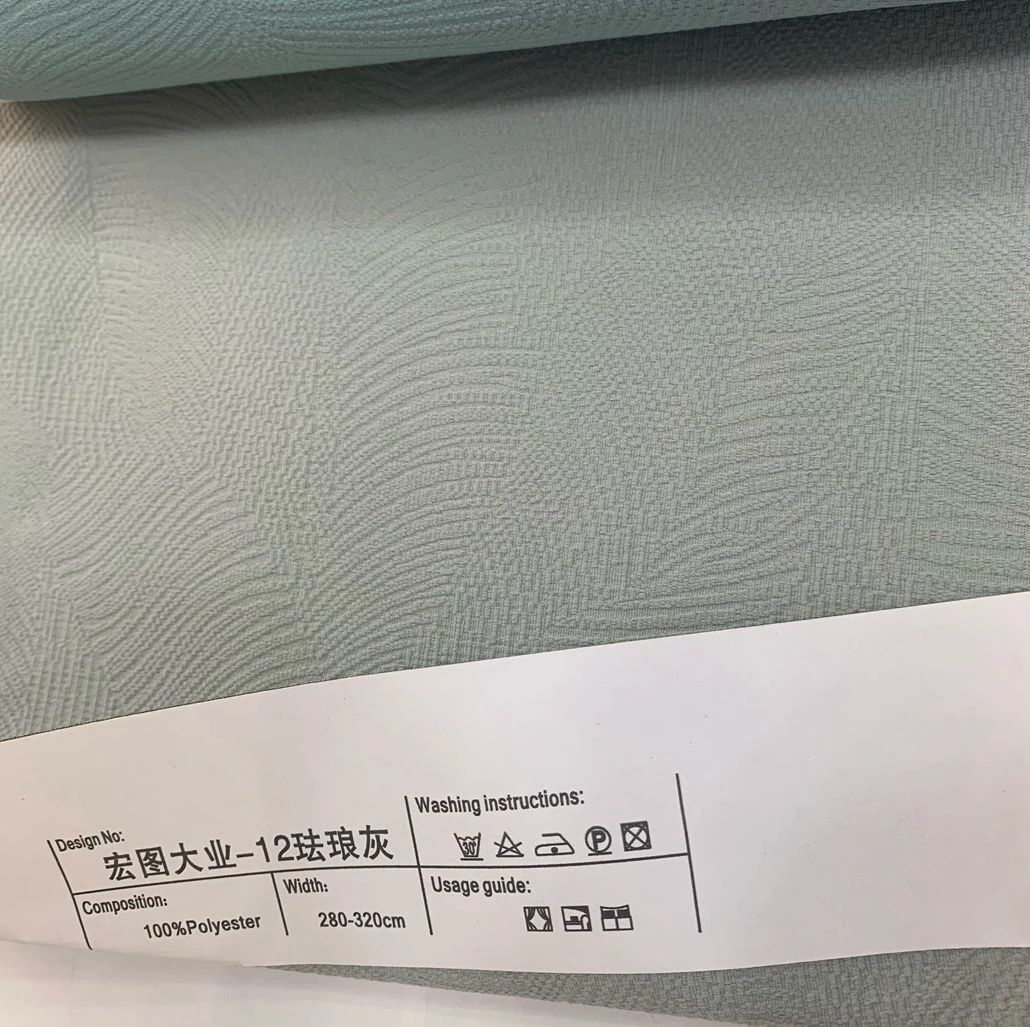 Design No:
宏图大业-12珐琅灰
Composition:
100%Polyester
Width:
280-320cm
Washing instructions:
30°
P
Usage guide: